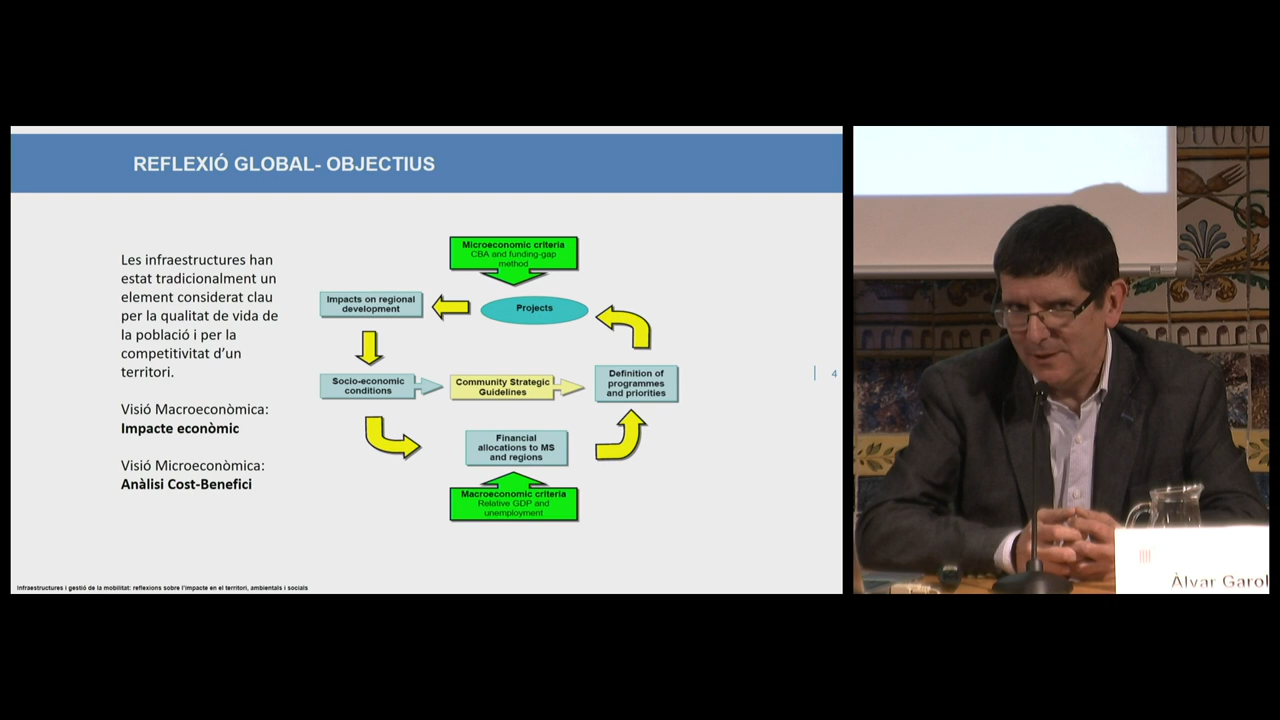 REFLEXIÓ GLOBAL- OBJECTIUS
Les infraestructures han
estat tradicionalment un
element considerat clau
per la qualitat de vida de
la població i per la
competitivitat d'un
territori.
Visió Macroeconòmica:
Impacte econòmic
Visió Microeconòmica:
Anàlisi Cost-Benefici
Microeconomic criteria
CBA and funding-gap
method
Impacts on regional
development
Projects
Socio-economic
conditions
Community Strategic
Guidelines
Definition of
programmes
and priorities
Financial
allocations to MS
and regions
Macroeconomic criteria
Relative GDP and
unemployment
4
Infraestructures i gestió de la mobilitat: reflexions sobre l'impacte en el territori, ambientals i socials
Àlvar Garol